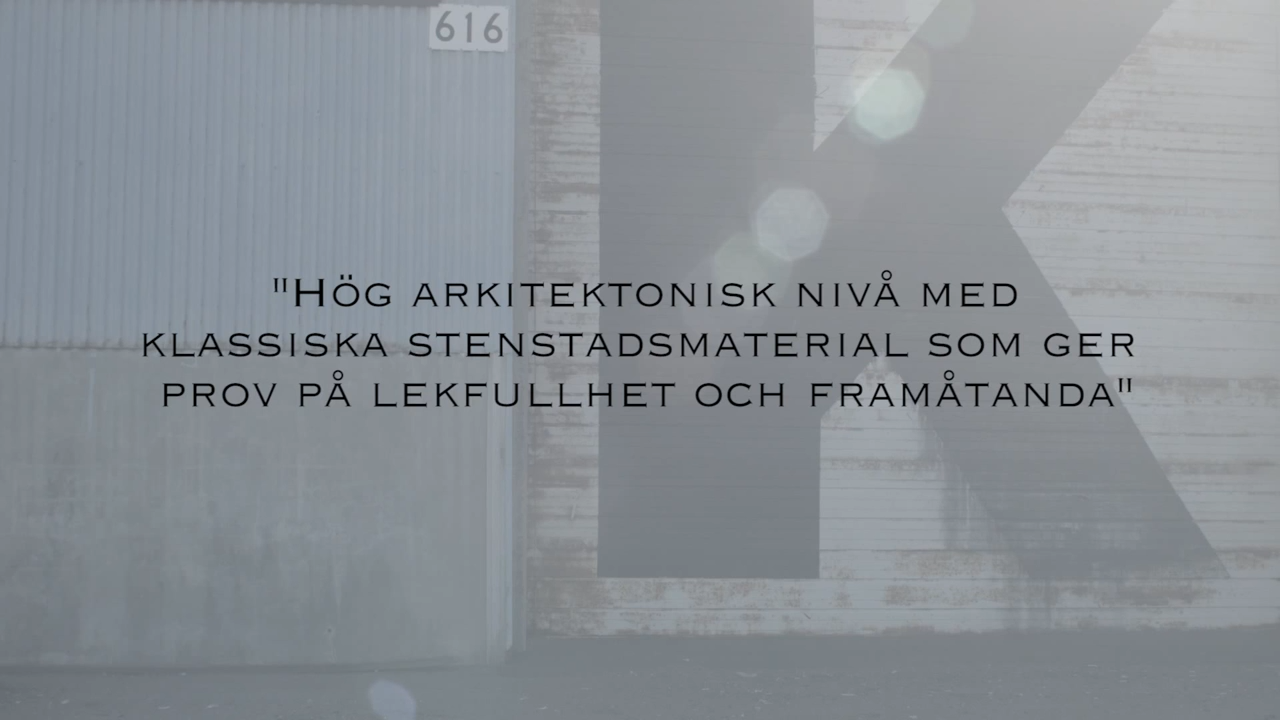 616
K
"HÖG ARKITEKTONISK NIVÅ MED
KLASSISKA STENSTADSMATERIAL SOM GER
PROV PÅ LEKFULLHET OCH FRAMÅTANDA"